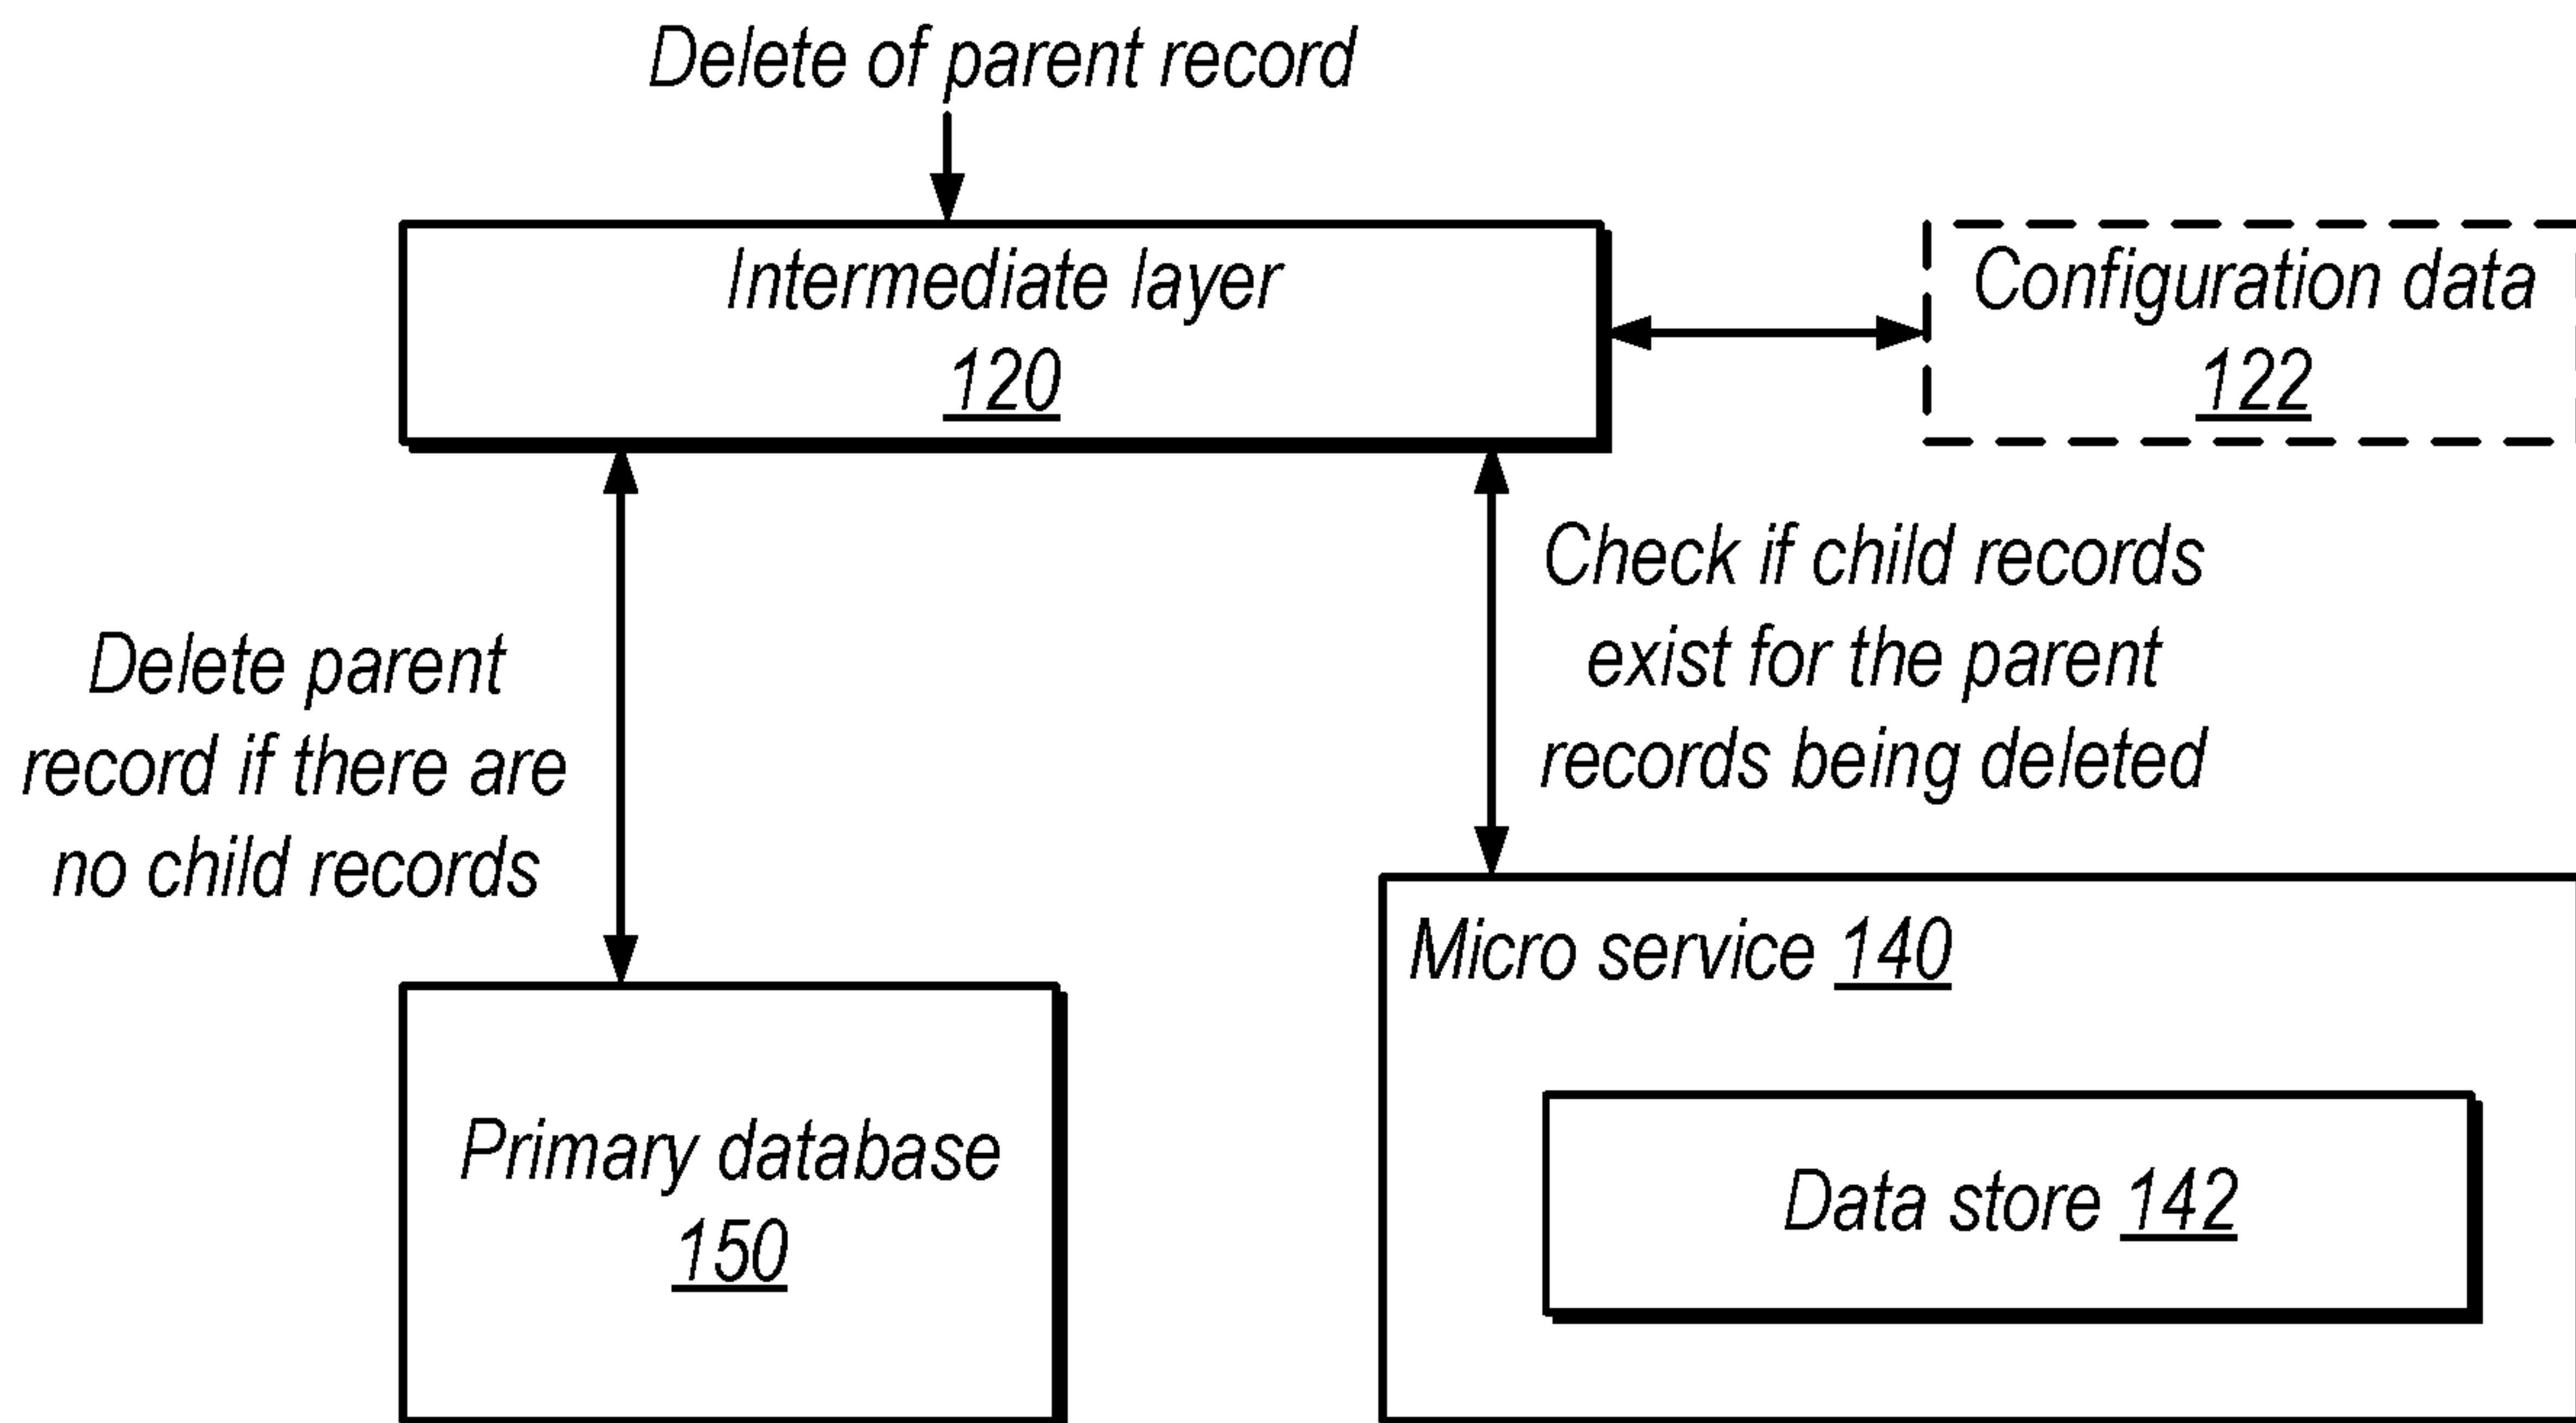 Delete of parent record
Intermediate layer
120
Configuration data
122
Delete parent
record if there are
no child records
Check if child records
exist for the parent
records being deleted
Primary database
150
Micro service 140
Data store 142